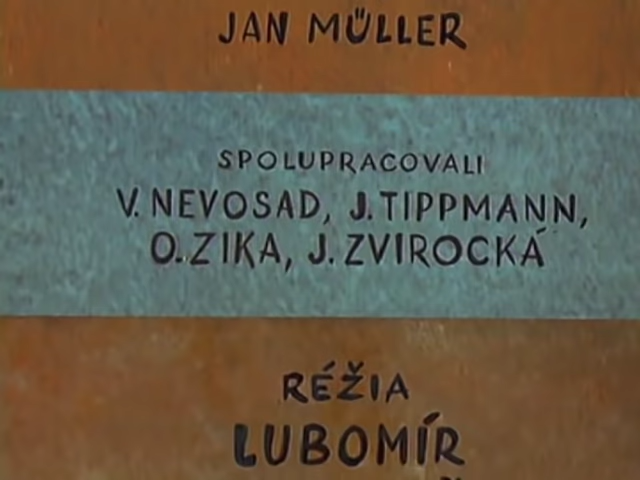 JAN MÜLLER
SPOLUPRACOVALI
V. NEVOSAD, J. TIPPMANN,
O. ZIKA, J. ZVIROCKÁ
RÉŽIA
LUBOMÍR